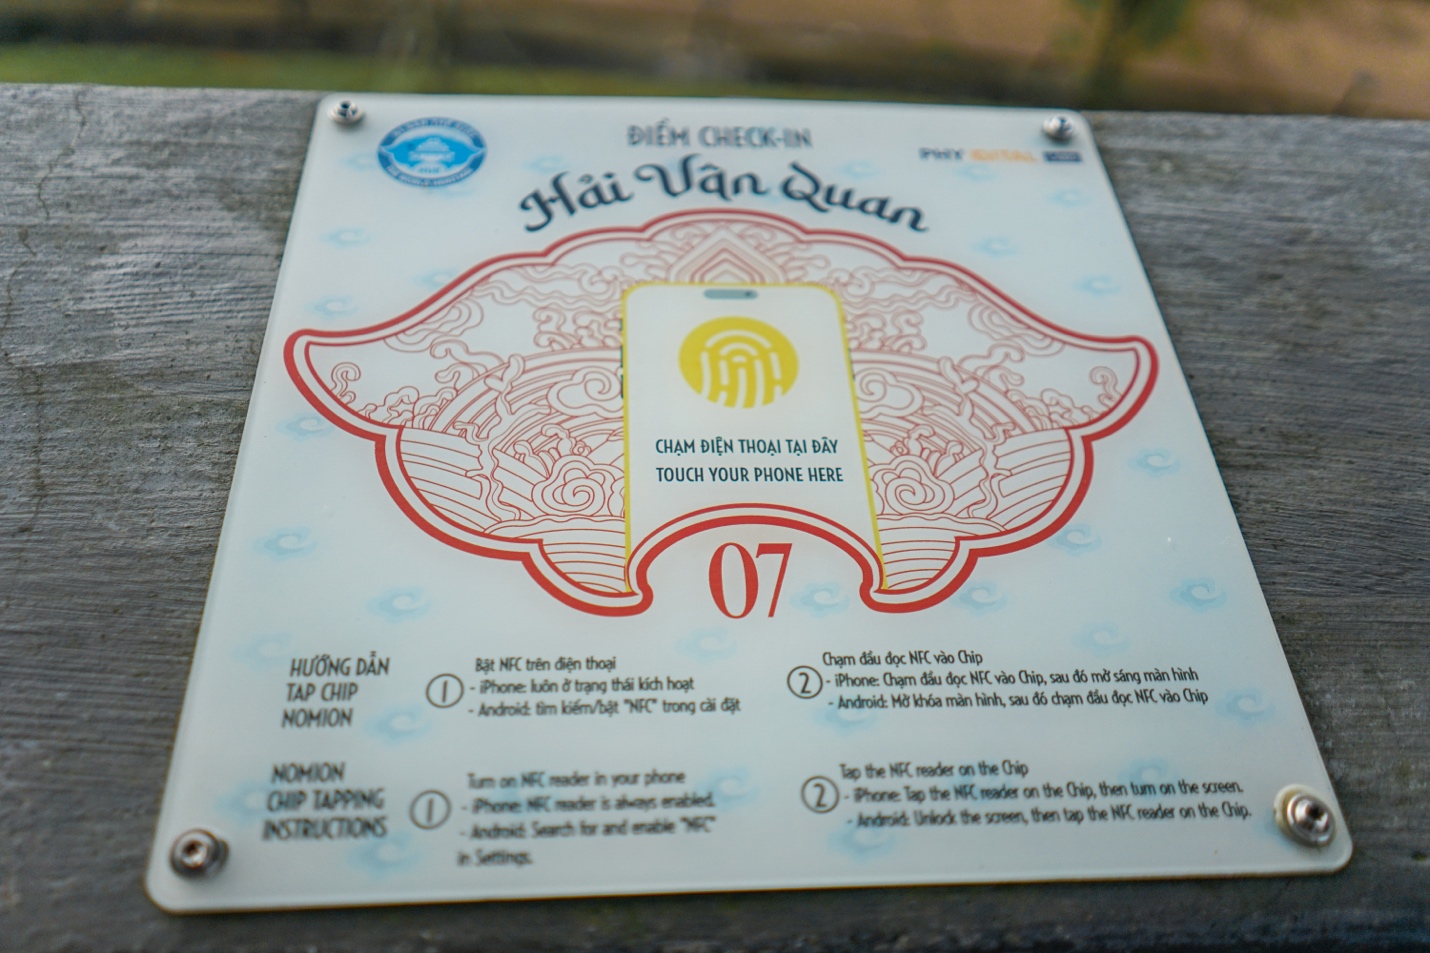 ĐIỂM CHECK-IN
PHYGITAL
Hải Vân Quan
CHẠM ĐIỆN THOẠI TẠI ĐÂY
TOUCH YOUR PHONE HERE
07
HƯỚNG DẪN
TAP CHIP
NOMION
1
Bật NFC trên điện thoại
- iPhone: luôn ở trạng thái kích hoạt
- Android: tìm kiếm/bật "NFC" trong cài đặt
2
Chạm đầu đọc NFC vào Chip
- iPhone: Chạm đầu đọc NFC vào Chip, sau đó mở sáng màn hình
- Android: Mở khóa màn hình, sau đó chạm đầu đọc NFC vào Chip
NOMION
CHIP TAPPING
INSTRUCTIONS
1
Turn on NFC reader in your phone
- iPhone: NFC reader is always enabled.
- Android: Search for and enable "NFC"
in Settings.
2
Tap the NFC reader on the Chip
- iPhone: Tap the NFC reader on the Chip, then turn on the screen.
- Android: Unlock the screen, then tap the NFC reader on the Chip.